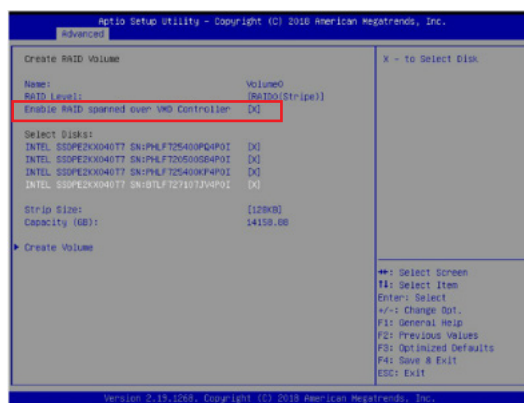 Aptio Setup Utility - Copyright (C) 2018 American Megatrends, Inc.
Advanced
Create RAID Volume
X - to Select Disk
Name: Volume0
RAID Level: [RAID0(Stripe)]
Enable RAID spanned over VMD Controller [X]
Select Disks:
INTEL SSDPE2KX040T7 SN:PHLF725400PQ4P0I [X]
INTEL SSDPE2KX040T7 SN:PHLF720500S84P0I [X]
INTEL SSDPE2KX040T7 SN:PHLF725400KP4P0I [X]
INTEL SSDPE2KX040T7 SN:BTLF727107JV4P0I [X]
Strip Size: [128KB]
Capacity (GB): 14158.88
Create Volume
→←: Select Screen
↑↓: Select Item
Enter: Select
+/-: Change Opt.
F1: General Help
F2: Previous Values
F3: Optimized Defaults
F4: Save & Exit
ESC: Exit
Version 2.19.1268. Copyright (C) 2018 American Megatrends, Inc.